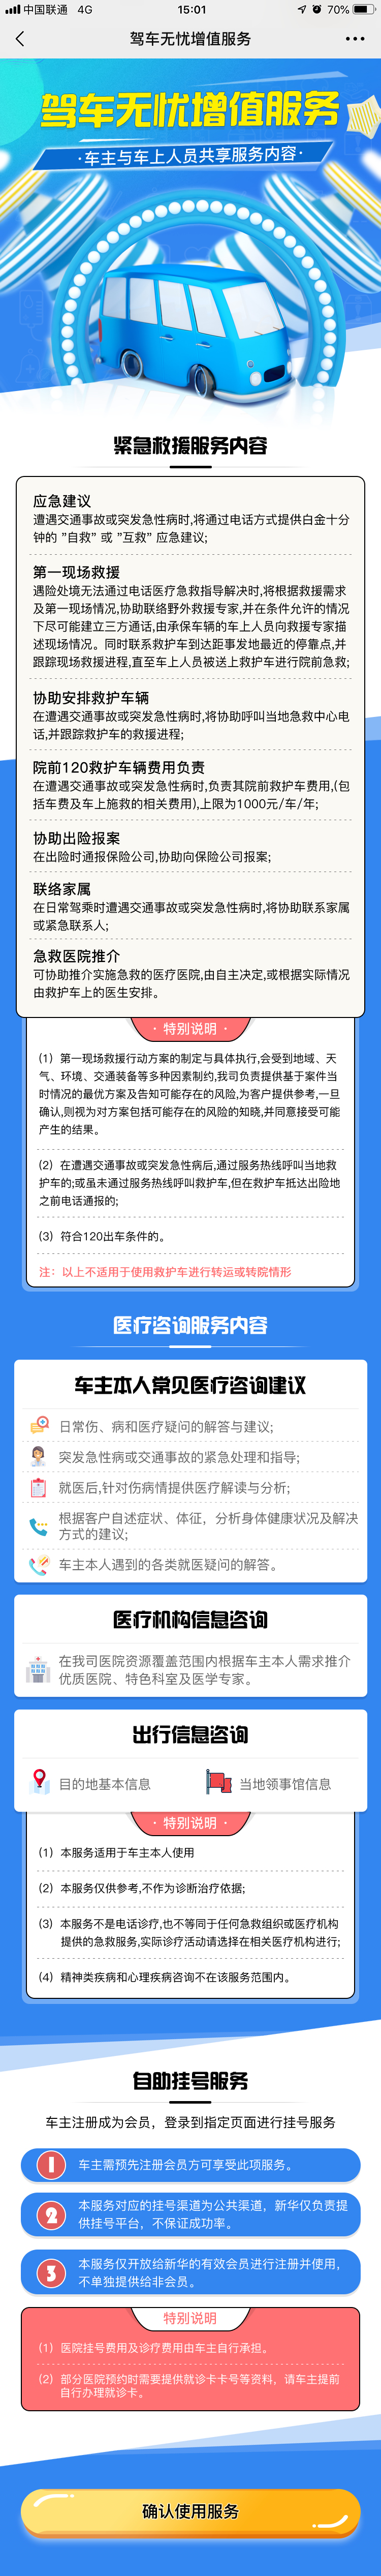 中国联通 4G 15:01 70%
驾车无忧增值服务
驾车无忧增值服务
·车主与车上人员共享服务内容·
紧急救援服务内容
应急建议
遭遇交通事故或突发急性病时,将通过电话方式提供白金十分
钟的 "自救" 或 "互救" 应急建议;
第一现场救援
遇险处境无法通过电话医疗急救指导解决时,将根据救援需求
及第一现场情况,协助联络野外救援专家,并在条件允许的情况
下尽可能建立三方通话,由承保车辆的车上人员向救援专家描
述现场情况。同时联系救护车到达距事发地最近的停靠点,并
跟踪现场救援进程,直至车上人员被送上救护车进行院前急救;
协助安排救护车辆
在遭遇交通事故或突发急性病时,将协助呼叫当地急救中心电
话,并跟踪救护车的救援进程;
院前120救护车辆费用负责
在遭遇交通事故或突发急性病时,负责其院前救护车费用,(包
括车费及车上施救的相关费用),上限为1000元/车/年;
协助出险报案
在出险时通报保险公司,协助向保险公司报案;
联络家属
在日常驾乘时遭遇交通事故或突发急性病时,将协助联系家属
或紧急联系人;
急救医院推介
可协助推介实施急救的医疗医院,由自主决定,或根据实际情况
由救护车上的医生安排。
· 特别说明 ·
(1) 第一现场救援行动方案的制定与具体执行,会受到地域、天
气、环境、交通装备等多种因素制约,我司负责提供基于案件当
时情况的最优方案及告知可能存在的风险,为客户提供参考,一旦
确认,则视为对方案包括可能存在的风险的知晓,并同意接受可能
产生的结果。
(2) 在遭遇交通事故或突发急性病后,通过服务热线呼叫当地救
护车的;或虽未通过服务热线呼叫救护车,但在救护车抵达出险地
之前电话通报的;
(3) 符合120出车条件的。
注: 以上不适用于使用救护车进行转运或转院情形
医疗咨询服务内容
车主本人常见医疗咨询建议
日常伤、病和医疗疑问的解答与建议;
突发急性病或交通事故的紧急处理和指导;
就医后,针对伤病情提供医疗解读与分析;
根据客户自述症状、体征, 分析身体健康状况及解决
方式的建议;
车主本人遇到的各类就医疑问的解答。
医疗机构信息咨询
在我司医院资源覆盖范围内根据车主本人需求推介
优质医院、特色科室及医学专家。
出行信息咨询
目的地基本信息 当地领事馆信息
· 特别说明 ·
(1) 本服务适用于车主本人使用
(2) 本服务仅供参考,不作为诊断治疗依据;
(3) 本服务不是电话诊疗,也不等同于任何急救组织或医疗机构
提供的急救服务,实际诊疗活动请选择在相关医疗机构进行;
(4) 精神类疾病和心理疾病咨询不在该服务范围内。
自助挂号服务
车主注册成为会员, 登录到指定页面进行挂号服务
1 车主需预先注册会员方可享受此项服务。
2 本服务对应的挂号渠道为公共渠道, 新华仅负责提
供挂号平台, 不保证成功率。
3 本服务仅开放给新华的有效会员进行注册并使用,
不单独提供给非会员。
特别说明
(1) 医院挂号费用及诊疗费用由车主自行承担。
(2) 部分医院预约时需要提供就诊卡卡号等资料, 请车主提前
自行办理就诊卡。
确认使用服务